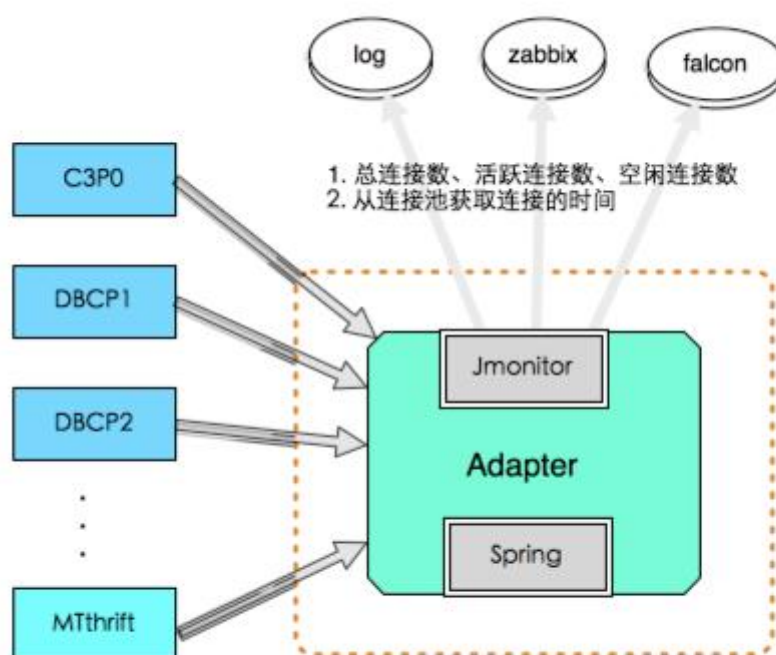 log
zabbix
falcon
C3P0
1. 总连接数、活跃连接数、空闲连接数
2. 从连接池获取连接的时间
DBCP1
Jmonitor
DBCP2
Adapter
Spring
MTthrift